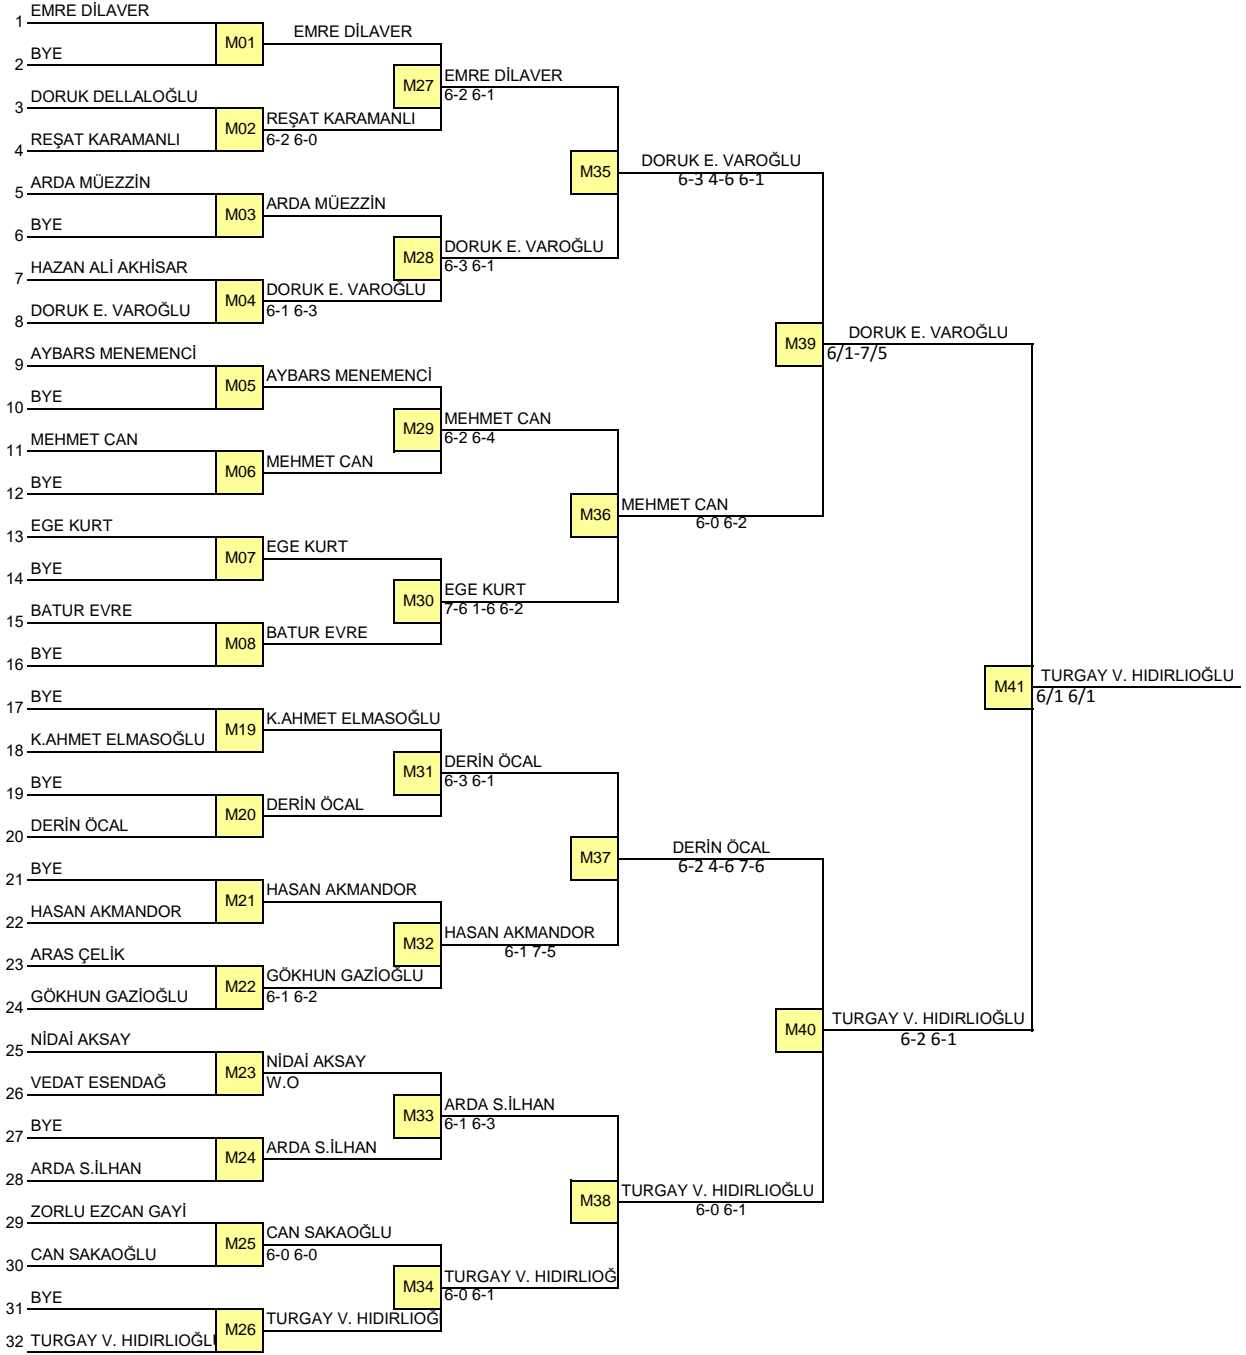 1 EMRE DİLAVER
M01
EMRE DİLAVER
2 BYE
M27
EMRE DİLAVER
6-2 6-1
3 DORUK DELLALOĞLU
M02
REŞAT KARAMANLI
6-2 6-0
4 REŞAT KARAMANLI
M35
DORUK E. VAROĞLU
6-3 4-6 6-1
5 ARDA MÜEZZİN
M03
ARDA MÜEZZİN
6 BYE
M28
DORUK E. VAROĞLU
6-3 6-1
7 HAZAN ALİ AKHİSAR
M04
DORUK E. VAROĞLU
6-1 6-3
8 DORUK E. VAROĞLU
M39
DORUK E. VAROĞLU
6/1-7/5
9 AYBARS MENEMENCİ
M05
AYBARS MENEMENCİ
10 BYE
M29
MEHMET CAN
6-2 6-4
11 MEHMET CAN
M06
MEHMET CAN
12 BYE
M36
MEHMET CAN
6-0 6-2
13 EGE KURT
M07
EGE KURT
14 BYE
M30
EGE KURT
7-6 1-6 6-2
15 BATUR EVRE
M08
BATUR EVRE
16 BYE
M41
TURGAY V. HIDIRLIOĞLU
6/1 6/1
17 BYE
M19
K.AHMET ELMASOĞLU
18 K.AHMET ELMASOĞLU
M31
DERİN ÖCAL
6-3 6-1
19 BYE
M20
DERİN ÖCAL
20 DERİN ÖCAL
M37
DERİN ÖCAL
6-2 4-6 7-6
21 BYE
M21
HASAN AKMANDOR
22 HASAN AKMANDOR
M32
HASAN AKMANDOR
6-1 7-5
23 ARAS ÇELİK
M22
GÖKHUN GAZİOĞLU
6-1 6-2
24 GÖKHUN GAZİOĞLU
M40
TURGAY V. HIDIRLIOĞLU
6-2 6-1
25 NİDAİ AKSAY
M23
NİDAİ AKSAY
W.O
26 VEDAT ESENDAĞ
M33
ARDA S.İLHAN
6-1 6-3
27 BYE
M24
ARDA S.İLHAN
28 ARDA S.İLHAN
M38
TURGAY V. HIDIRLIOĞLU
6-0 6-1
29 ZORLU EZCAN GAYİ
M25
CAN SAKAOĞLU
6-0 6-0
30 CAN SAKAOĞLU
M34
TURGAY V. HIDIRLIOĞ
6-0 6-1
31 BYE
M26
TURGAY V. HIDIRLIOĞ
32 TURGAY V. HIDIRLIOĞL